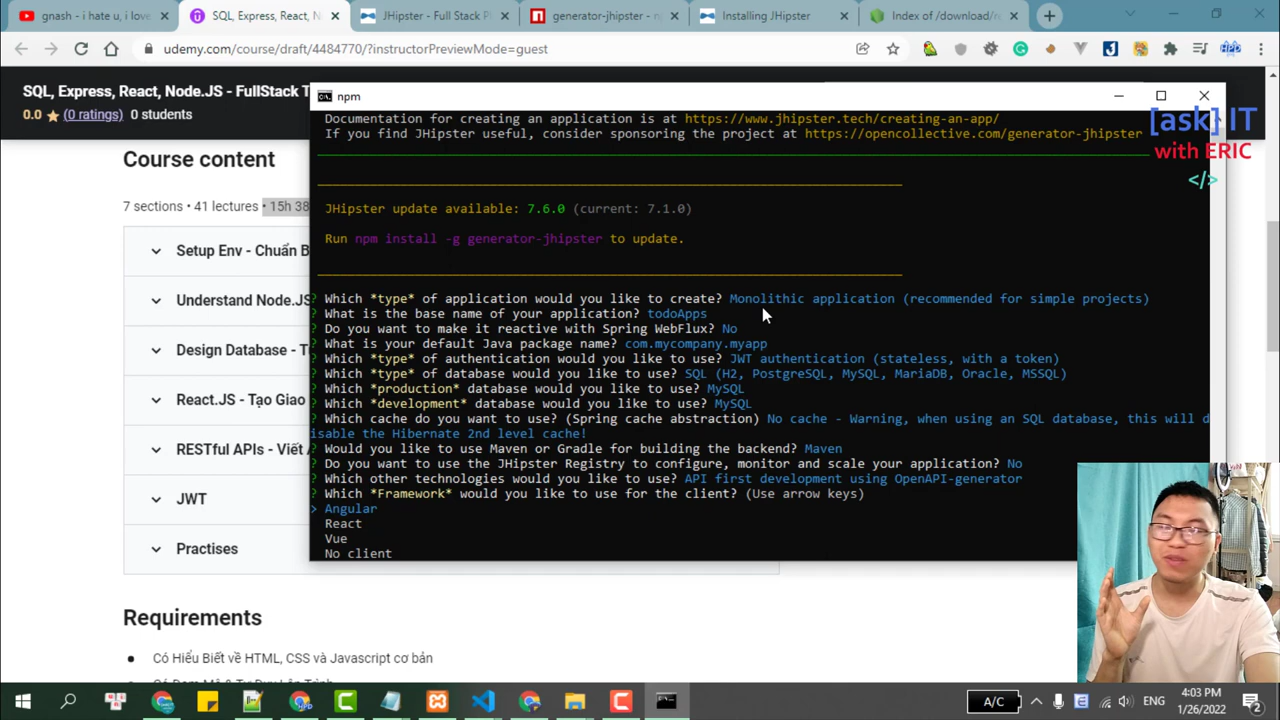 gnash - i hate u, i love
SQL, Express, React, N
JHipster - Full Stack P
generator-jhipster - n
Installing JHipster
Index of /download/r
udemy.com/course/draft/4484770/?instructorPreviewMode=guest
SQL, Express, React, Node.JS - FullStack T
0.0 ★ (0 ratings) 0 students
Course content
7 sections • 41 lectures • 15h 38
Setup Env - Chuẩn B
Understand Node.JS
Design Database - T
React.JS - Tạo Giao
RESTful APIs - Viết
JWT
Practises
Requirements
Có Hiểu Biết về HTML, CSS và Javascript cơ bản
npm
Documentation for creating an application is at https://www.jhipster.tech/creating-an-app/
If you find JHipster useful, consider sponsoring the project at https://opencollective.com/generator-jhipster
JHipster update available: 7.6.0 (current: 7.1.0)
Run npm install -g generator-jhipster to update.
? Which *type* of application would you like to create? Monolithic application (recommended for simple projects)
? What is the base name of your application? todoApps
? Do you want to make it reactive with Spring WebFlux? No
? What is your default Java package name? com.mycompany.myapp
? Which *type* of authentication would you like to use? JWT authentication (stateless, with a token)
? Which *type* of database would you like to use? SQL (H2, PostgreSQL, MySQL, MariaDB, Oracle, MSSQL)
? Which *production* database would you like to use? MySQL
? Which *development* database would you like to use? MySQL
? Which cache do you want to use? (Spring cache abstraction) No cache - Warning, when using an SQL database, this will d
isable the Hibernate 2nd level cache!
? Would you like to use Maven or Gradle for building the backend? Maven
? Do you want to use the JHipster Registry to configure, monitor and scale your application? No
? Which other technologies would you like to use? API first development using OpenAPI-generator
? Which *Framework* would you like to use for the client? (Use arrow keys)
> Angular
React
Vue
No client
[ask] IT
with ERIC
</>
A/C
ENG
4:03 PM
1/26/2022
2